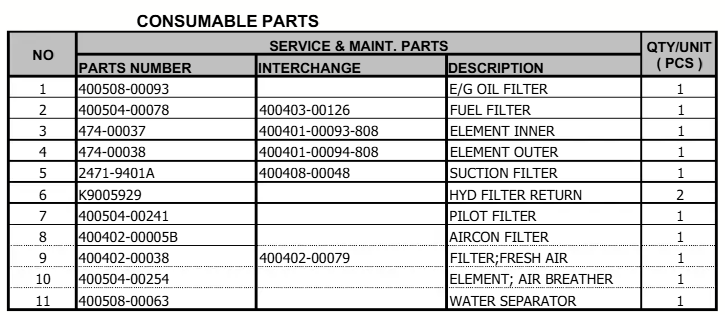 CONSUMABLE PARTS
NO SERVICE & MAINT. PARTS QTY/UNIT
PARTS NUMBER INTERCHANGE DESCRIPTION ( PCS )
1 400508-00093 E/G OIL FILTER 1
2 400504-00078 400403-00126 FUEL FILTER 1
3 474-00037 400401-00093-808 ELEMENT INNER 1
4 474-00038 400401-00094-808 ELEMENT OUTER 1
5 2471-9401A 400408-00048 SUCTION FILTER 1
6 K9005929 HYD FILTER RETURN 2
7 400504-00241 PILOT FILTER 1
8 400402-00005B AIRCON FILTER 1
9 400402-00038 400402-00079 FILTER;FRESH AIR 1
10 400504-00254 ELEMENT; AIR BREATHER 1
11 400508-00063 WATER SEPARATOR 1